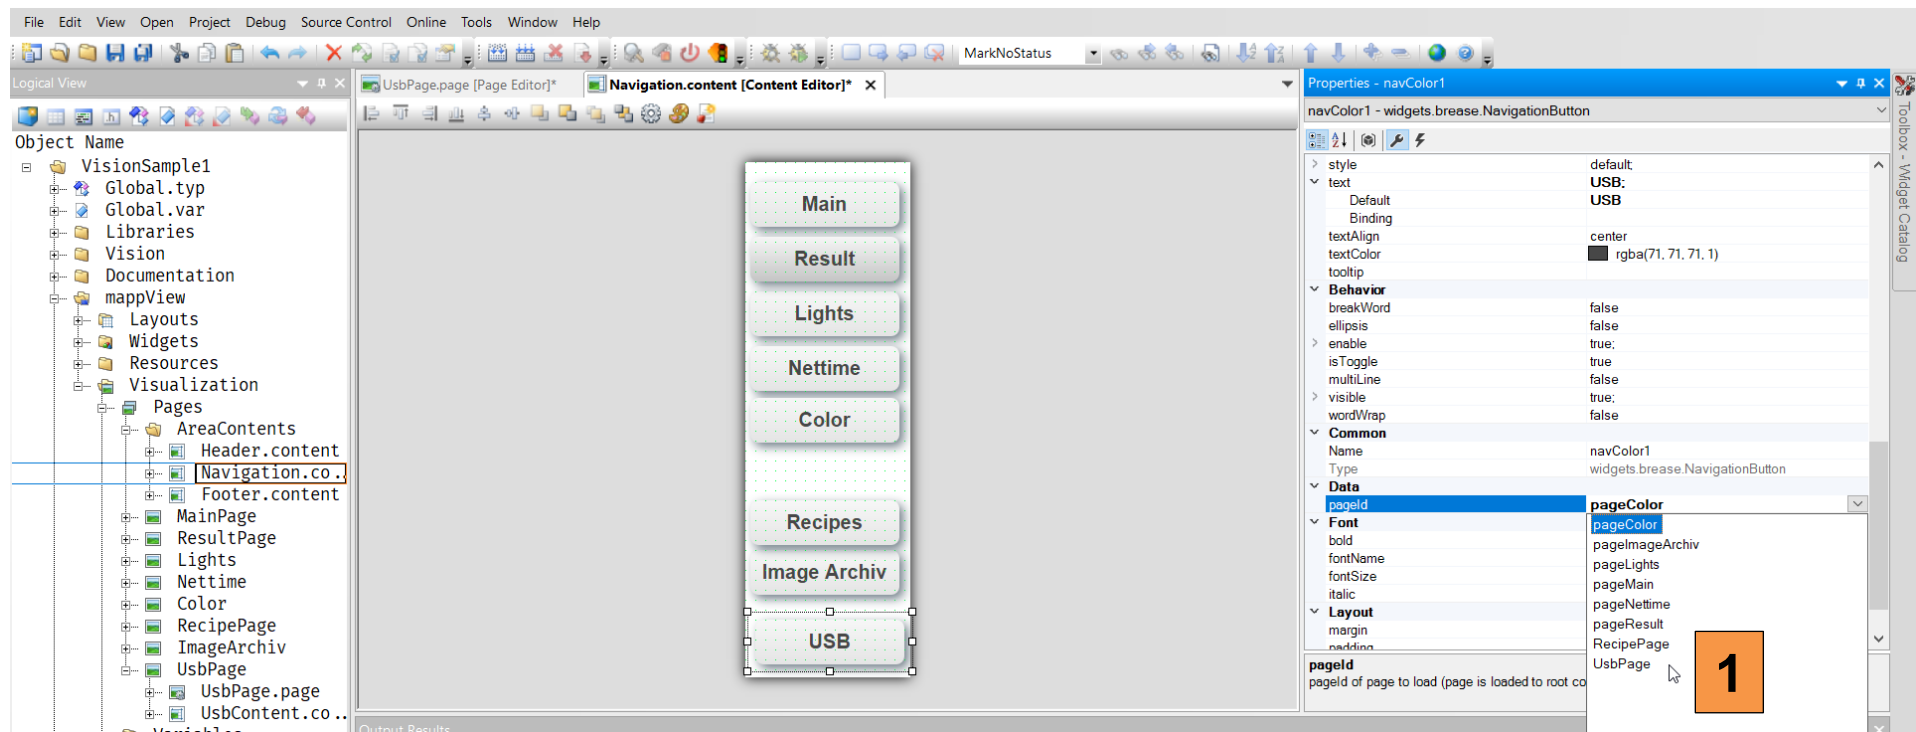 File Edit View Open Project Debug Source Control Online Tools Window Help
MarkNoStatus
Logical View
Object Name
VisionSample1
Global.typ
Global.var
Libraries
Vision
Documentation
mappView
Layouts
Widgets
Resources
Visualization
Pages
AreaContents
Header.content
Navigation.co..
Footer.content
MainPage
ResultPage
Lights
Nettime
Color
RecipePage
ImageArchiv
UsbPage
UsbPage.page
UsbContent.co..
Variables
UsbPage.page [Page Editor]*
Navigation.content [Content Editor]* X
Main
Result
Lights
Nettime
Color
Recipes
Image Archiv
USB
Output Results
Properties - navColor1
navColor1 - widgets.brease.NavigationButton
style default;
text USB;
Default USB
Binding
textAlign center
textColor rgba(71, 71, 71, 1)
tooltip
Behavior
breakWord false
ellipsis false
enable true;
isToggle true
multiLine false
visible true;
wordWrap false
Common
Name navColor1
Type widgets.brease.NavigationButton
Data
pageId pageColor
Font
bold
fontName
fontSize
italic
Layout
margin
padding
pageColor
pageImageArchiv
pageLights
pageMain
pageNettime
pageResult
RecipePage
UsbPage
1
pageId
pageId of page to load (page is loaded to root co
Toolbox - Widget Catalog